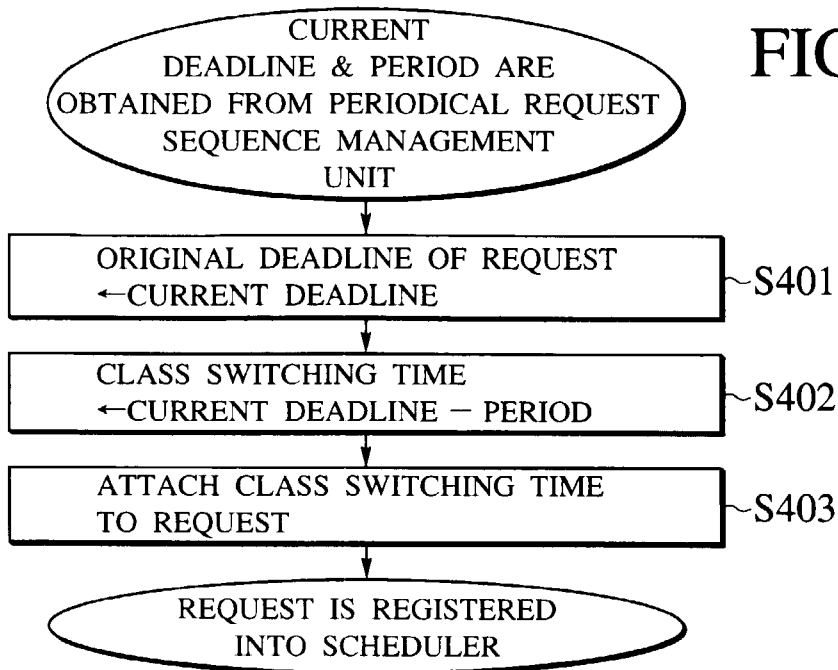 CURRENT
DEADLINE & PERIOD ARE
OBTAINED FROM PERIODICAL REQUEST
SEQUENCE MANAGEMENT
UNIT
FIG
ORIGINAL DEADLINE OF REQUEST
←CURRENT DEADLINE
S401
CLASS SWITCHING TIME
←CURRENT DEADLINE − PERIOD
S402
ATTACH CLASS SWITCHING TIME
TO REQUEST
S403
REQUEST IS REGISTERED
INTO SCHEDULER